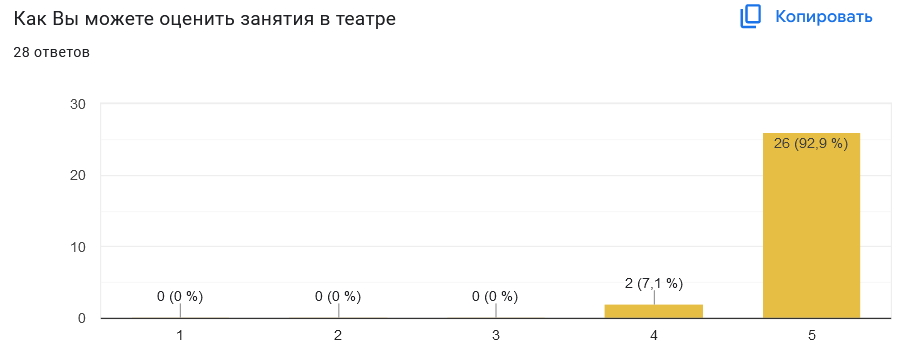 Как Вы можете оценить занятия в театре
Копировать
28 ответов
30
20
10
0
0 (0 %)
0 (0 %)
0 (0 %)
2 (7,1 %)
26 (92,9 %)
1
2
3
4
5